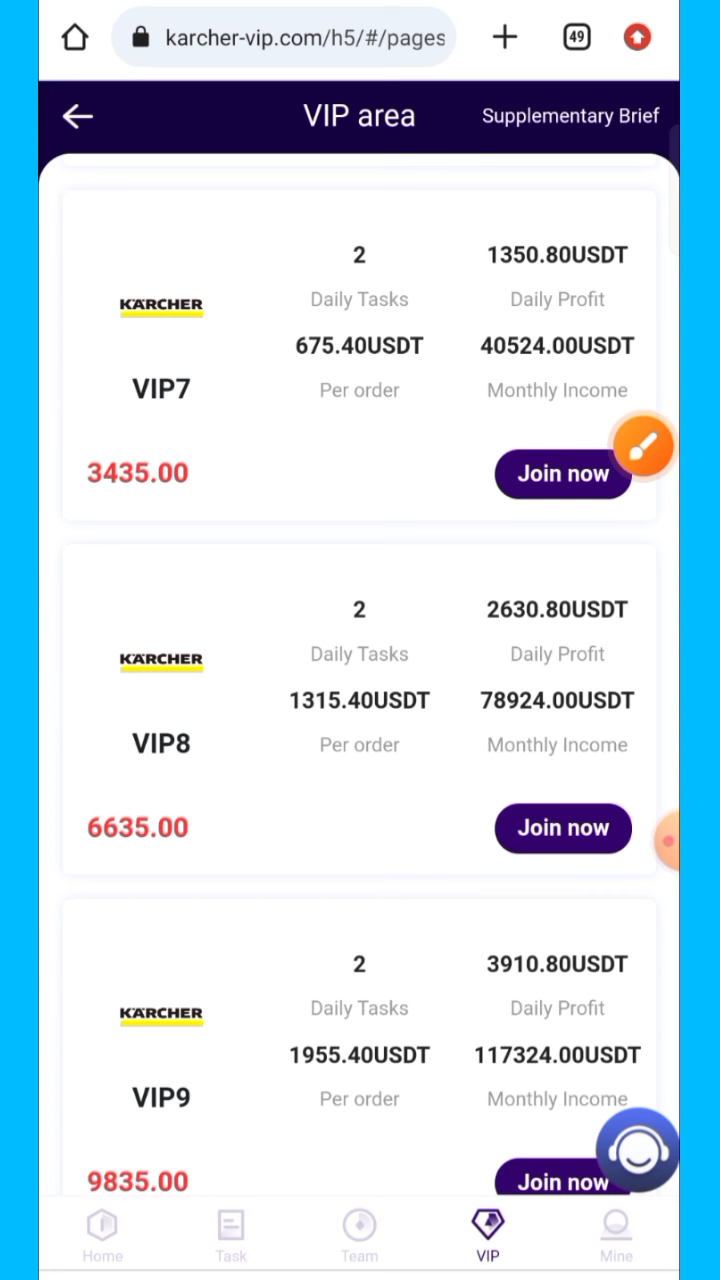 karcher-vip.com/h5/#/pages
49
VIP area
Supplementary Brief
2
1350.80USDT
Daily Tasks
Daily Profit
KÄRCHER
675.40USDT
40524.00USDT
VIP7
Per order
Monthly Income
3435.00
Join now
2
2630.80USDT
Daily Tasks
Daily Profit
KÄRCHER
1315.40USDT
78924.00USDT
VIP8
Per order
Monthly Income
6635.00
Join now
2
3910.80USDT
Daily Tasks
Daily Profit
KÄRCHER
1955.40USDT
117324.00USDT
VIP9
Per order
Monthly Income
9835.00
Join now
Home
Task
Team
VIP
Mine